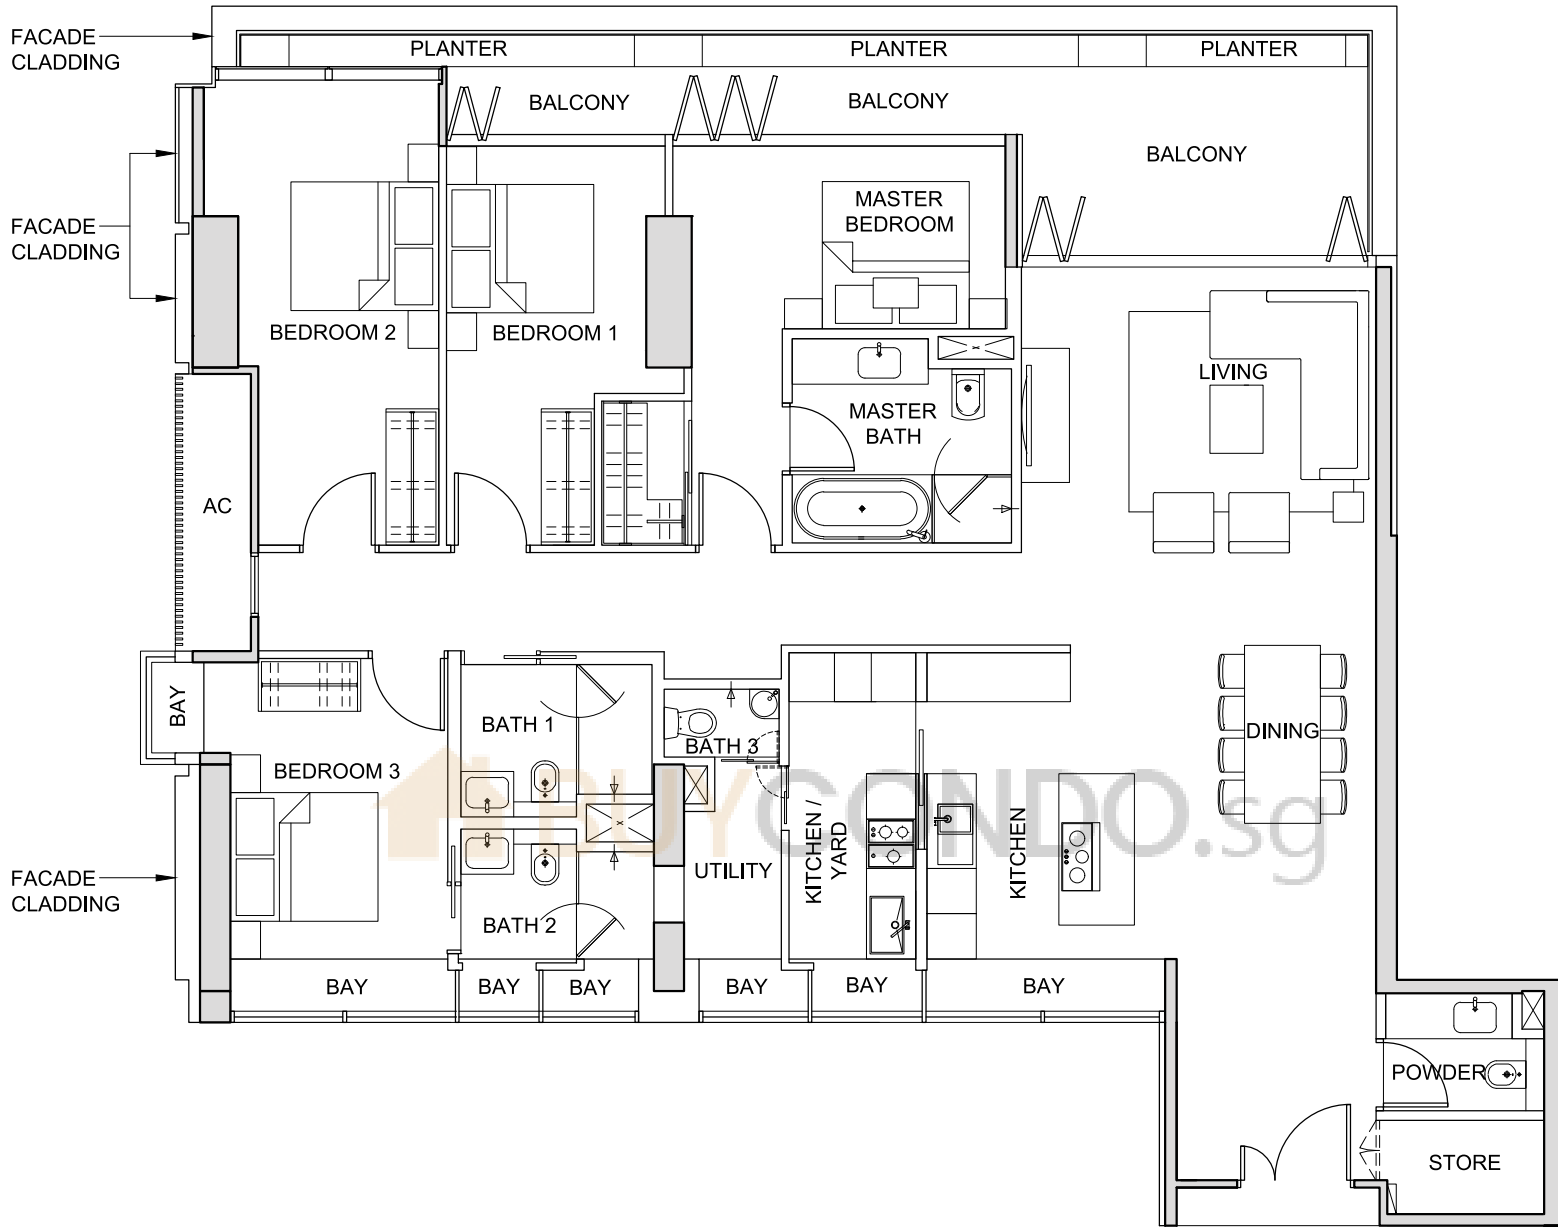 FACADE
CLADDING
PLANTER
PLANTER
PLANTER
BALCONY
BALCONY
BALCONY
FACADE
CLADDING
MASTER
BEDROOM
BEDROOM 2
BEDROOM 1
LIVING
MASTER
BATH
AC
BAY
BATH 1
BATH 3
DINING
BEDROOM 3
BUYCONDO.sg
KITCHEN /
YARD
KITCHEN
UTILITY
FACADE
CLADDING
BATH 2
BAY
BAY
BAY
BAY
BAY
BAY
POWDER
STORE